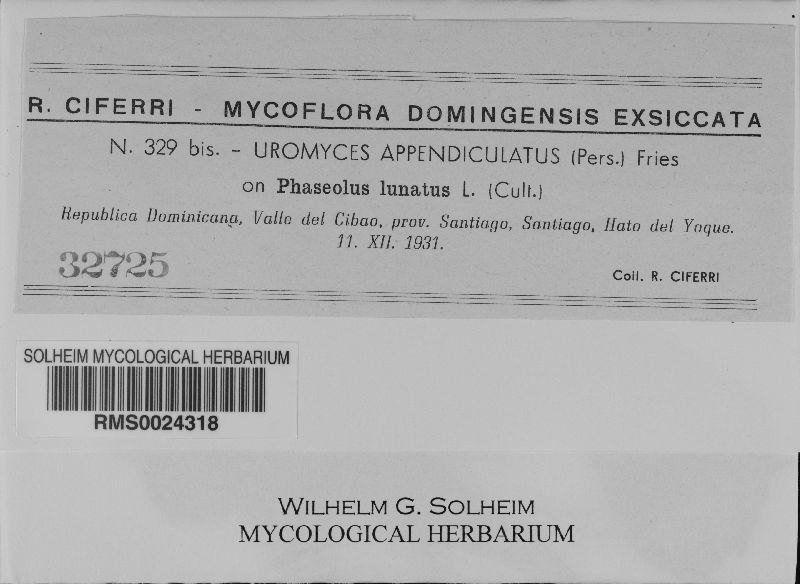 R. CIFERRI - MYCOFLORA DOMINGENSIS EXSICCATA
N. 329 bis. - UROMYCES APPENDICULATUS (Pers.) Fries
on Phaseolus lunatus L. (Cult.)
Republica Dominicana, Valle del Cibao, prov. Santiago, Santiago, Hato del Yaque.
11. XII. 1931.
32725
Coll. R. CIFERRI
SOLHEIM MYCOLOGICAL HERBARIUM
RMS0024318
WILHELM G. SOLHEIM
MYCOLOGICAL HERBARIUM